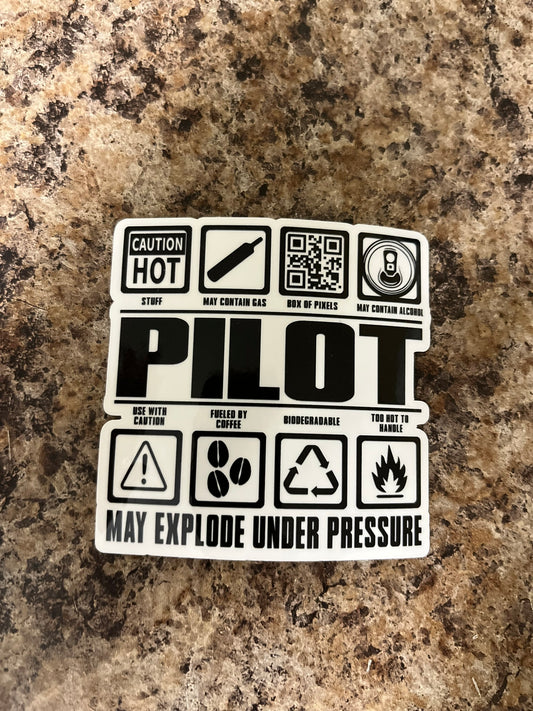 CAUTION
HOT
STUFF
MAY CONTAIN GAS
BOX OF PIXELS
MAY CONTAIN ALCOHOL
PILOT
USE WITH
CAUTION
FUELED BY
COFFEE
BIODEGRADABLE
TOO HOT TO
HANDLE
MAY EXPLODE UNDER PRESSURE